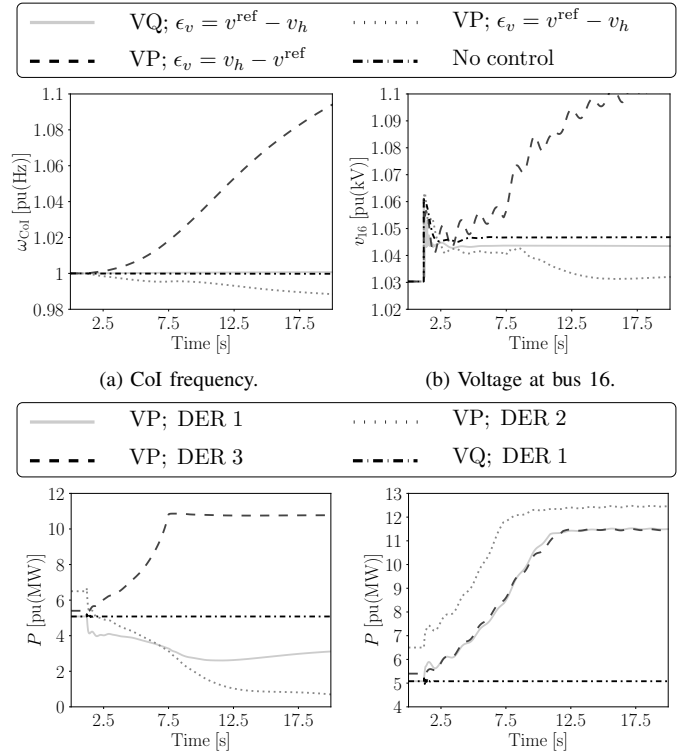 VQ; ϵ_v = v^ref − v_h
VP; ϵ_v = v^ref − v_h
VP; ϵ_v = v_h − v^ref
No control
1.1
1.08
1.06
1.04
1.02
1
0.98
ω_CoI [pu(Hz)]
2.5 7.5 12.5 17.5
Time [s]
1.1
1.09
1.08
1.07
1.06
1.05
1.04
1.03
1.02
v_16 [pu(kV)]
2.5 7.5 12.5 17.5
Time [s]
(a) CoI frequency.
(b) Voltage at bus 16.
VP; DER 1
VP; DER 2
VP; DER 3
VQ; DER 1
12
10
8
6
4
2
0
P [pu(MW)]
2.5 7.5 12.5 17.5
Time [s]
13
12
11
10
9
8
7
6
5
4
P [pu(MW)]
2.5 7.5 12.5 17.5
Time [s]